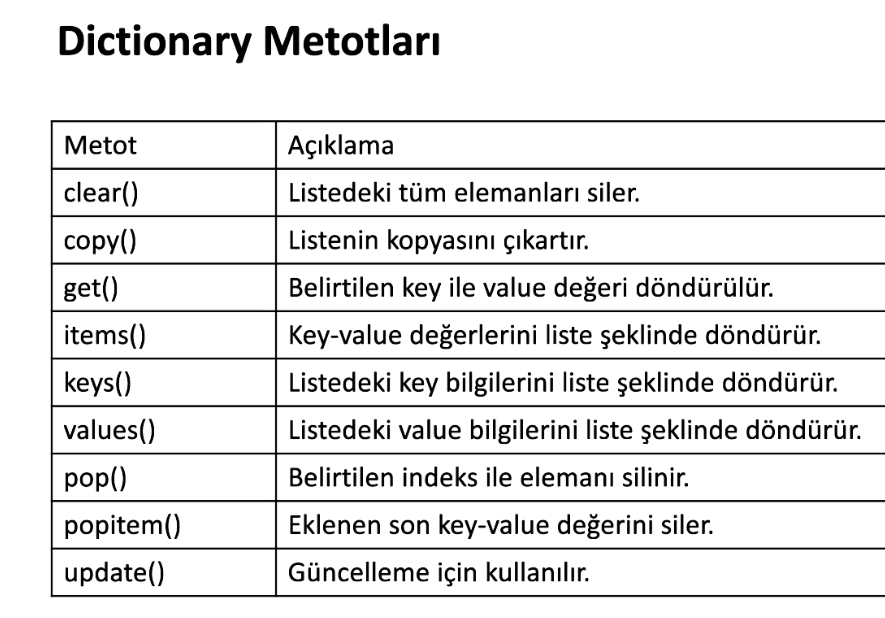 Dictionary Metotları
Metot Açıklama
clear() Listedeki tüm elemanları siler.
copy() Listenin kopyasını çıkartır.
get() Belirtilen key ile value değeri döndürülür.
items() Key-value değerlerini liste şeklinde döndürür.
keys() Listedeki key bilgilerini liste şeklinde döndürür.
values() Listedeki value bilgilerini liste şeklinde döndürür.
pop() Belirtilen indeks ile elemanı silinir.
popitem() Eklenen son key-value değerini siler.
update() Güncelleme için kullanılır.